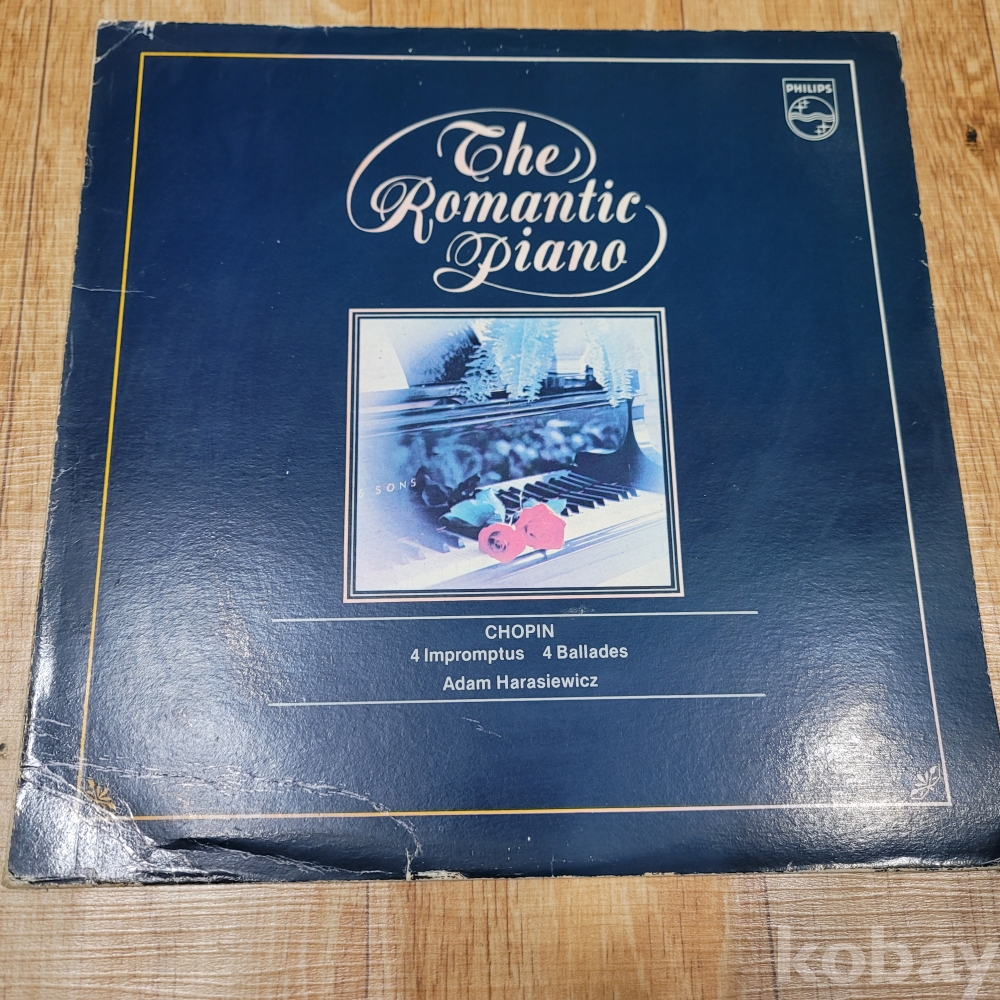 PHILIPS
The
Romantic
Piano
SONS
CHOPIN
4 Impromptus 4 Ballades
Adam Harasiewicz
kobay